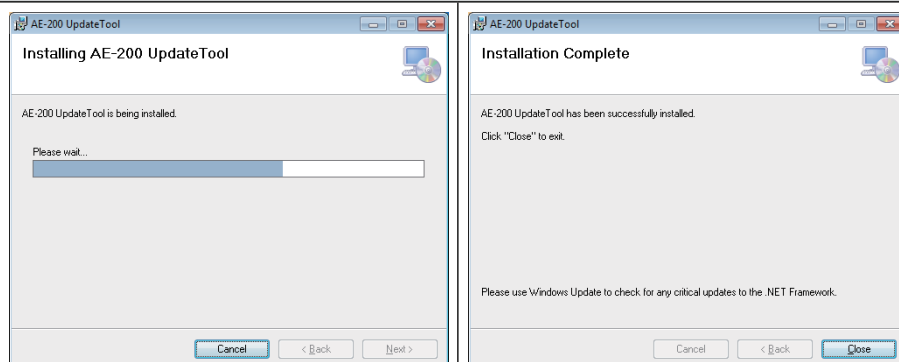 AE-200 UpdateTool
Installing AE-200 UpdateTool
AE-200 UpdateTool is being installed.
Please wait...
Cancel
< Back
Next >
AE-200 UpdateTool
Installation Complete
AE-200 UpdateTool has been successfully installed.
Click "Close" to exit.
Please use Windows Update to check for any critical updates to the .NET Framework.
Cancel
< Back
Close